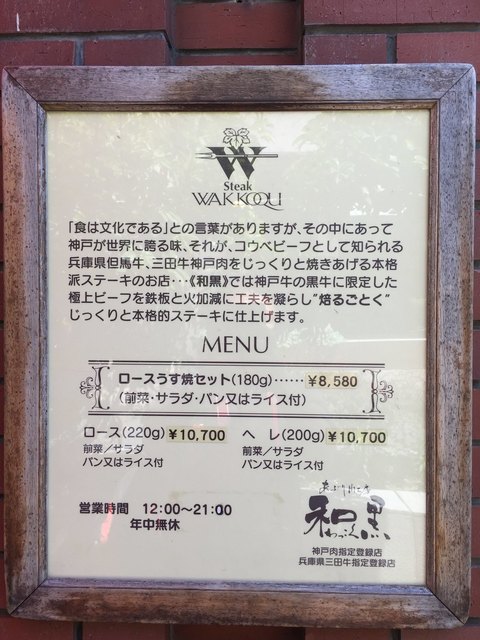 W
Steak
WAKKOQU
「食は文化である」との言葉がありますが、その中にあって
神戸が世界に誇る味、それが、コウベビーフとして知られる
兵庫県但馬牛、三田牛神戸肉をじっくりと焼きあげる本格
派ステーキのお店･･･《和黒》では神戸牛の黒牛に限定した
極上ビーフを鉄板と火加減に工夫を凝らし"焙るごとく"
じっくりと本格的ステーキに仕上げます。
MENU
ロースうす焼セット(180g)……¥8,580
(前菜･サラダ･パン又はライス付)
ロース(220g) ¥10,700 ヘレ(200g) ¥10,700
前菜／サラダ 前菜／サラダ
パン又はライス付 パン又はライス付
営業時間 12:00〜21:00
年中無休
和黒
わっこく
神戸肉指定登録店
兵庫県三田牛指定登録店